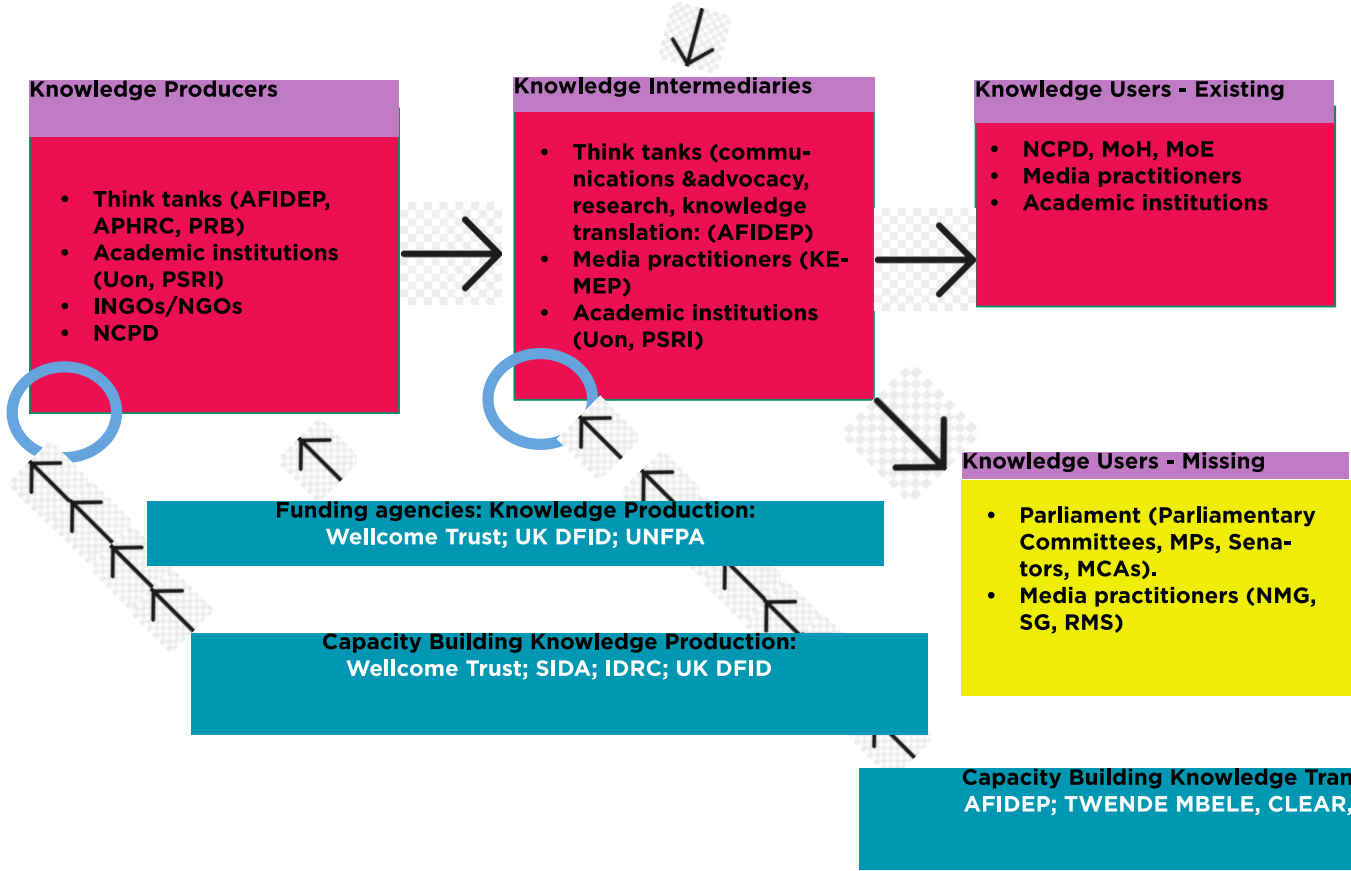 Knowledge Producers
• Think tanks (AFIDEP,
APHRC, PRB)
• Academic institutions
(Uon, PSRI)
• INGOs/NGOs
• NCPD
Knowledge Intermediaries
• Think tanks (commu-
nications &advocacy,
research, knowledge
translation: (AFIDEP)
• Media practitioners (KE-
MEP)
• Academic institutions
(Uon, PSRI)
Knowledge Users - Existing
• NCPD, MoH, MoE
• Media practitioners
• Academic institutions
Knowledge Users - Missing
• Parliament (Parliamentary
Committees, MPs, Sena-
tors, MCAs).
• Media practitioners (NMG,
SG, RMS)
Funding agencies: Knowledge Production:
Wellcome Trust; UK DFID; UNFPA
Capacity Building Knowledge Production:
Wellcome Trust; SIDA; IDRC; UK DFID
Capacity Building Knowledge Tran
AFIDEP; TWENDE MBELE, CLEAR,